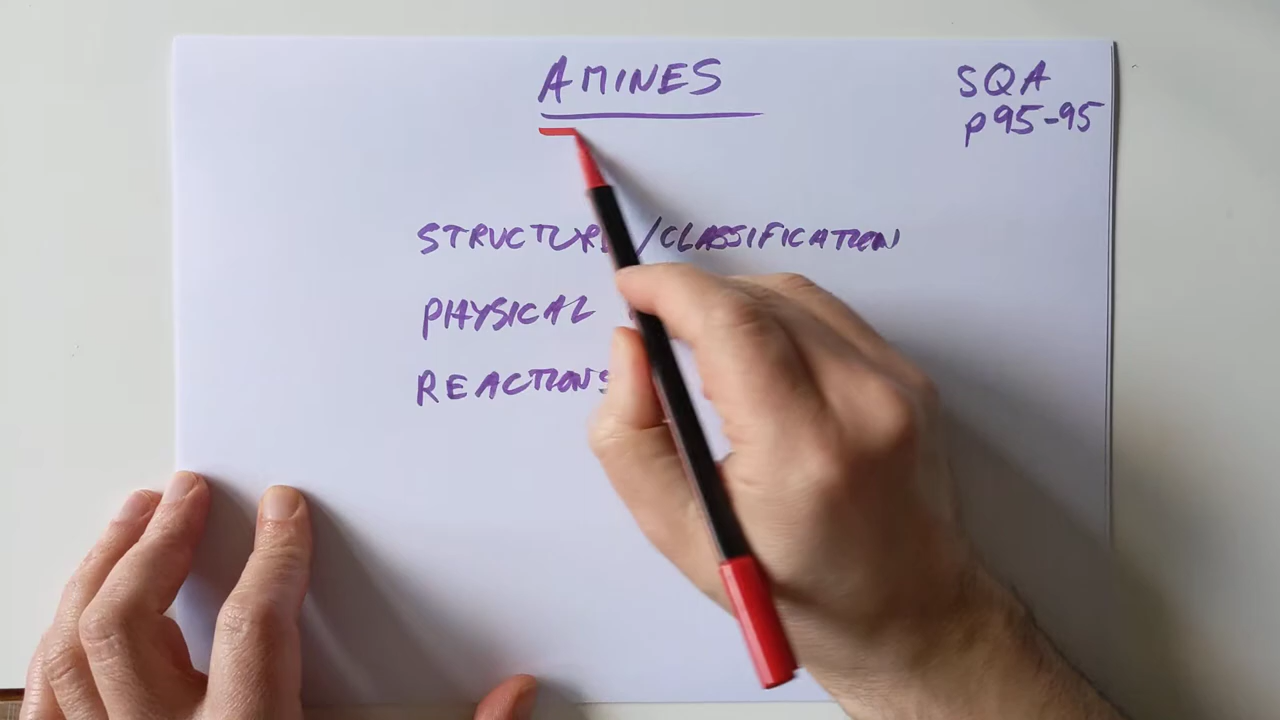 AMINES
SQA
p95-95
STRUCTURE/CLASSIFICATION
PHYSICAL
REACTIONS